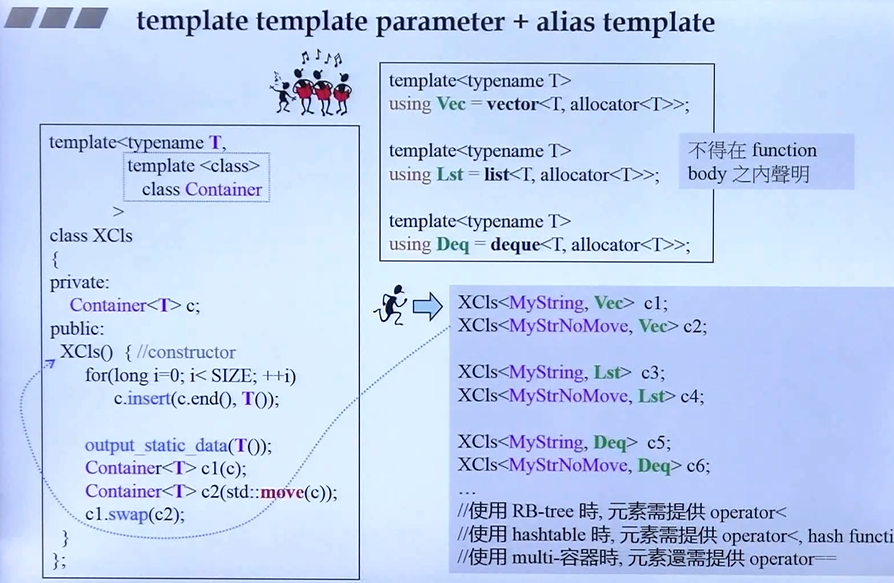 template template parameter + alias template
template<typename T,
template <class>
class Container
>
class XCls
{
private:
Container<T> c;
public:
XCls() { //constructor
for(long i=0; i< SIZE; ++i)
c.insert(c.end(), T());
output_static_data(T());
Container<T> c1(c);
Container<T> c2(std::move(c));
c1.swap(c2);
}
};
template<typename T>
using Vec = vector<T, allocator<T>>;
template<typename T>
using Lst = list<T, allocator<T>>;
template<typename T>
using Deq = deque<T, allocator<T>>;
不得在 function
body 之內聲明
XCls<MyString, Vec> c1;
XCls<MyStrNoMove, Vec> c2;
XCls<MyString, Lst> c3;
XCls<MyStrNoMove, Lst> c4;
XCls<MyString, Deq> c5;
XCls<MyStrNoMove, Deq> c6;
…
//使用 RB-tree 時, 元素需提供 operator<
//使用 hashtable 時, 元素需提供 operator<, hash functi
//使用 multi-容器時, 元素還需提供 operator==